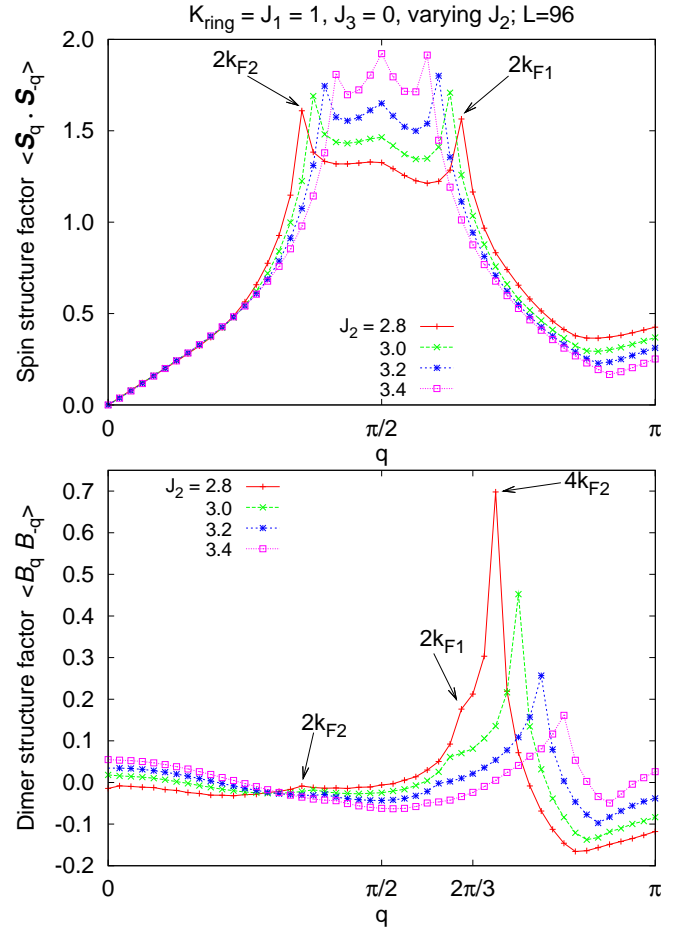 K_ring = J_1 = 1, J_3 = 0, varying J_2; L=96
Spin structure factor <S_q . S_-q>
2.0
1.5
1.0
0.5
0.0
2k_F2
2k_F1
J_2 = 2.8
3.0
3.2
3.4
0
π/2
π
q
Dimer structure factor <B_q B_-q>
0.7
0.6
0.5
0.4
0.3
0.2
0.1
0.0
-0.1
-0.2
J_2 = 2.8
3.0
3.2
3.4
4k_F2
2k_F1
2k_F2
0
π/2
2π/3
π
q